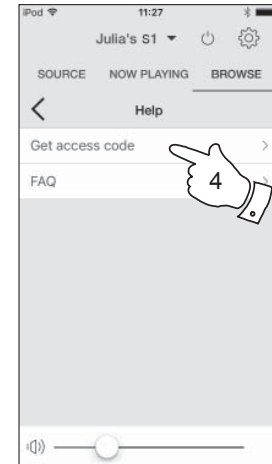 iPod 11:27
Julia's S1
SOURCE NOW PLAYING BROWSE
Help
Get access code
FAQ
4